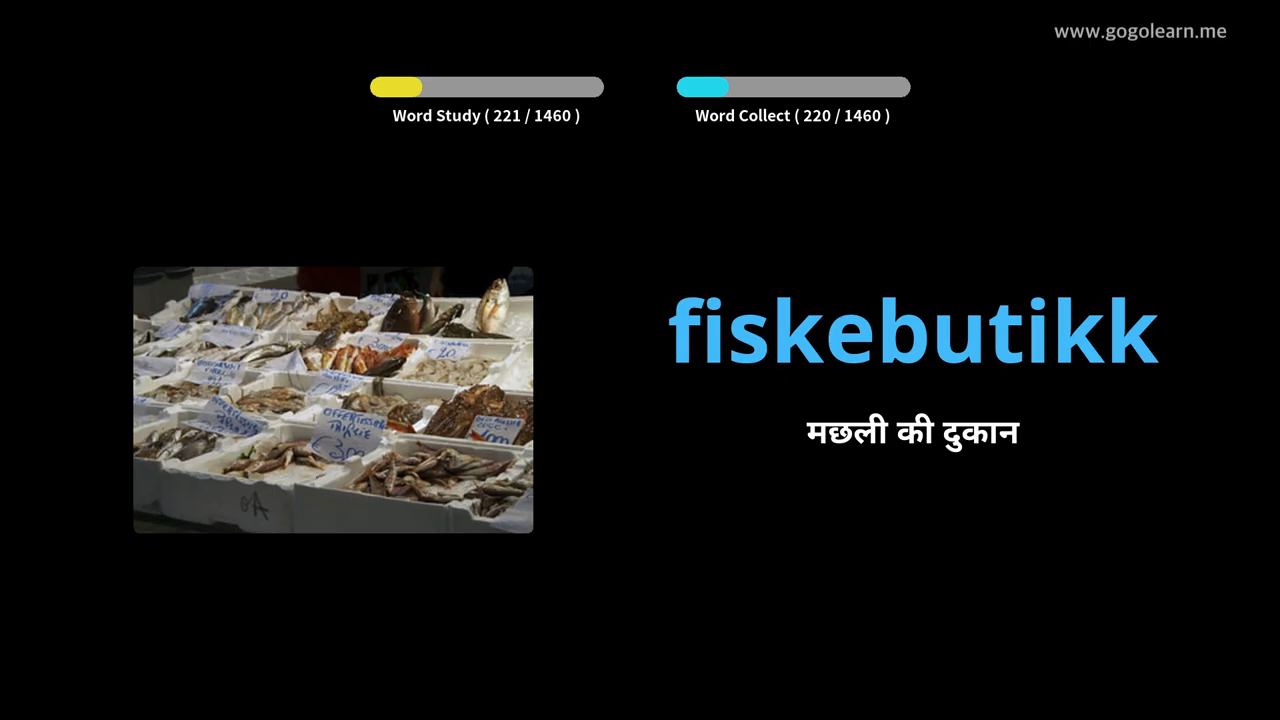 www.gogolearn.me
Word Study ( 221 / 1460 )
Word Collect ( 220 / 1460 )
fiskebutikk
मछली की दुकान